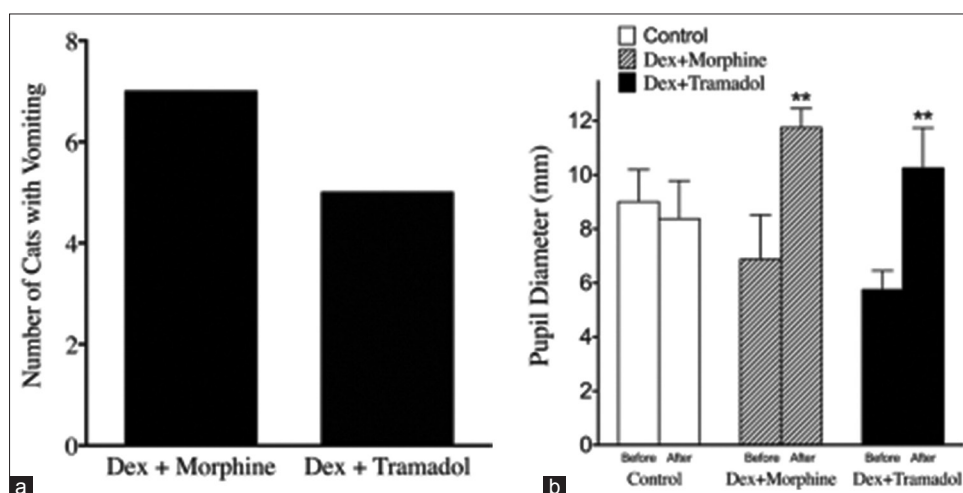 8
6
4
2
0
Number of Cats with Vomiting
Dex + Morphine Dex + Tramadol
a
Control
Dex+Morphine
Dex+Tramadol
12
10
8
6
4
2
0
Pupil Diameter (mm)
** **
Before After Before After Before After
Control Dex+Morphine Dex+Tramadol
b